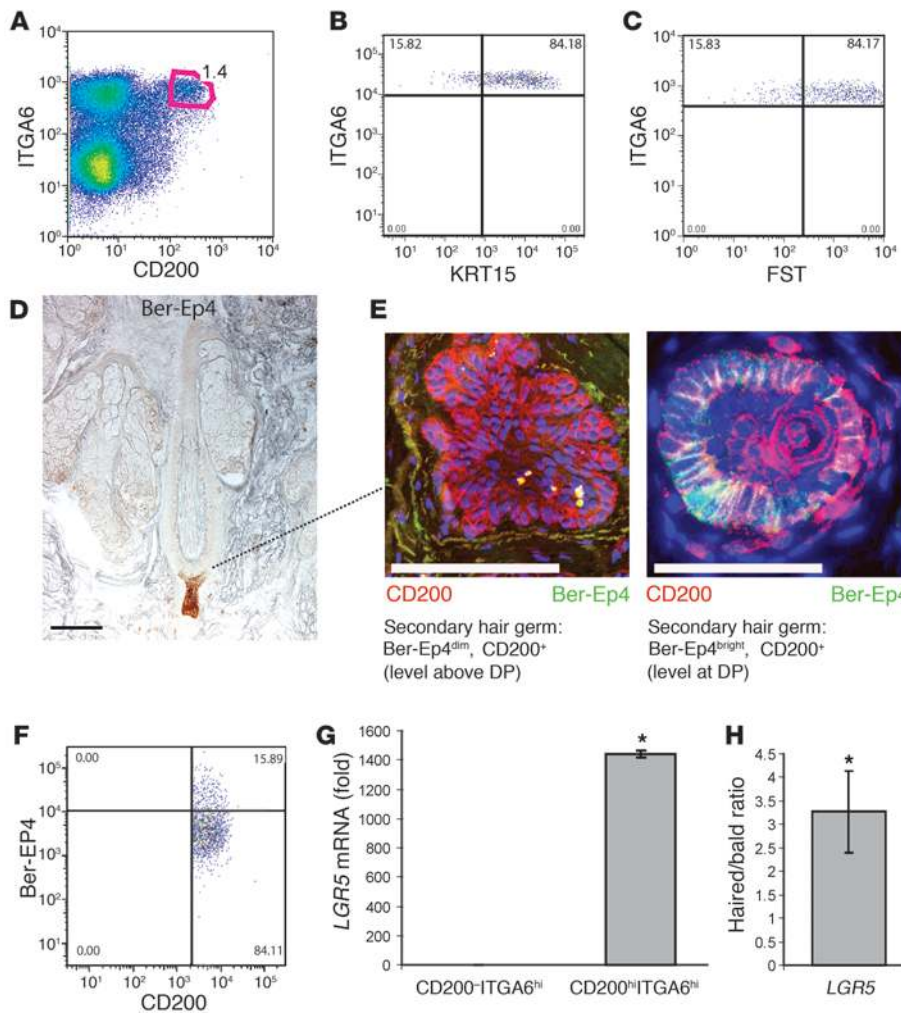 A
ITGA6
10⁴
10³
10²
10¹
10⁰
1.4
10⁰ 10¹ 10² 10³ 10⁴
CD200
B
ITGA6
10⁵
10⁴
10³
10²
10¹
15.82 84.18
0.00 0.00
10¹ 10² 10³ 10⁴ 10⁵
KRT15
C
ITGA6
10⁴
10³
10²
10¹
10⁰
15.83 84.17
0.00 0.00
10⁰ 10¹ 10² 10³ 10⁴
FST
D
Ber-Ep4
E
CD200 Ber-Ep4
Secondary hair germ:
Ber-Ep4ᵈⁱᵐ, CD200⁺
(level above DP)
CD200 Ber-Ep4
Secondary hair germ:
Ber-Ep4ᵇʳⁱᵍʰᵗ, CD200⁺
(level at DP)
F
Ber-EP4
10⁵
10⁴
10³
10²
10¹
0.00 15.89
0.00 84.11
10¹ 10² 10³ 10⁴ 10⁵
CD200
G
LGR5 mRNA (fold)
1600
1400
1200
1000
800
600
400
200
0
*
CD200⁻ITGA6ʰⁱ CD200ʰⁱITGA6ʰⁱ
H
Haired/bald ratio
4.5
4
3.5
3
2.5
2
1.5
1
0.5
0
*
LGR5